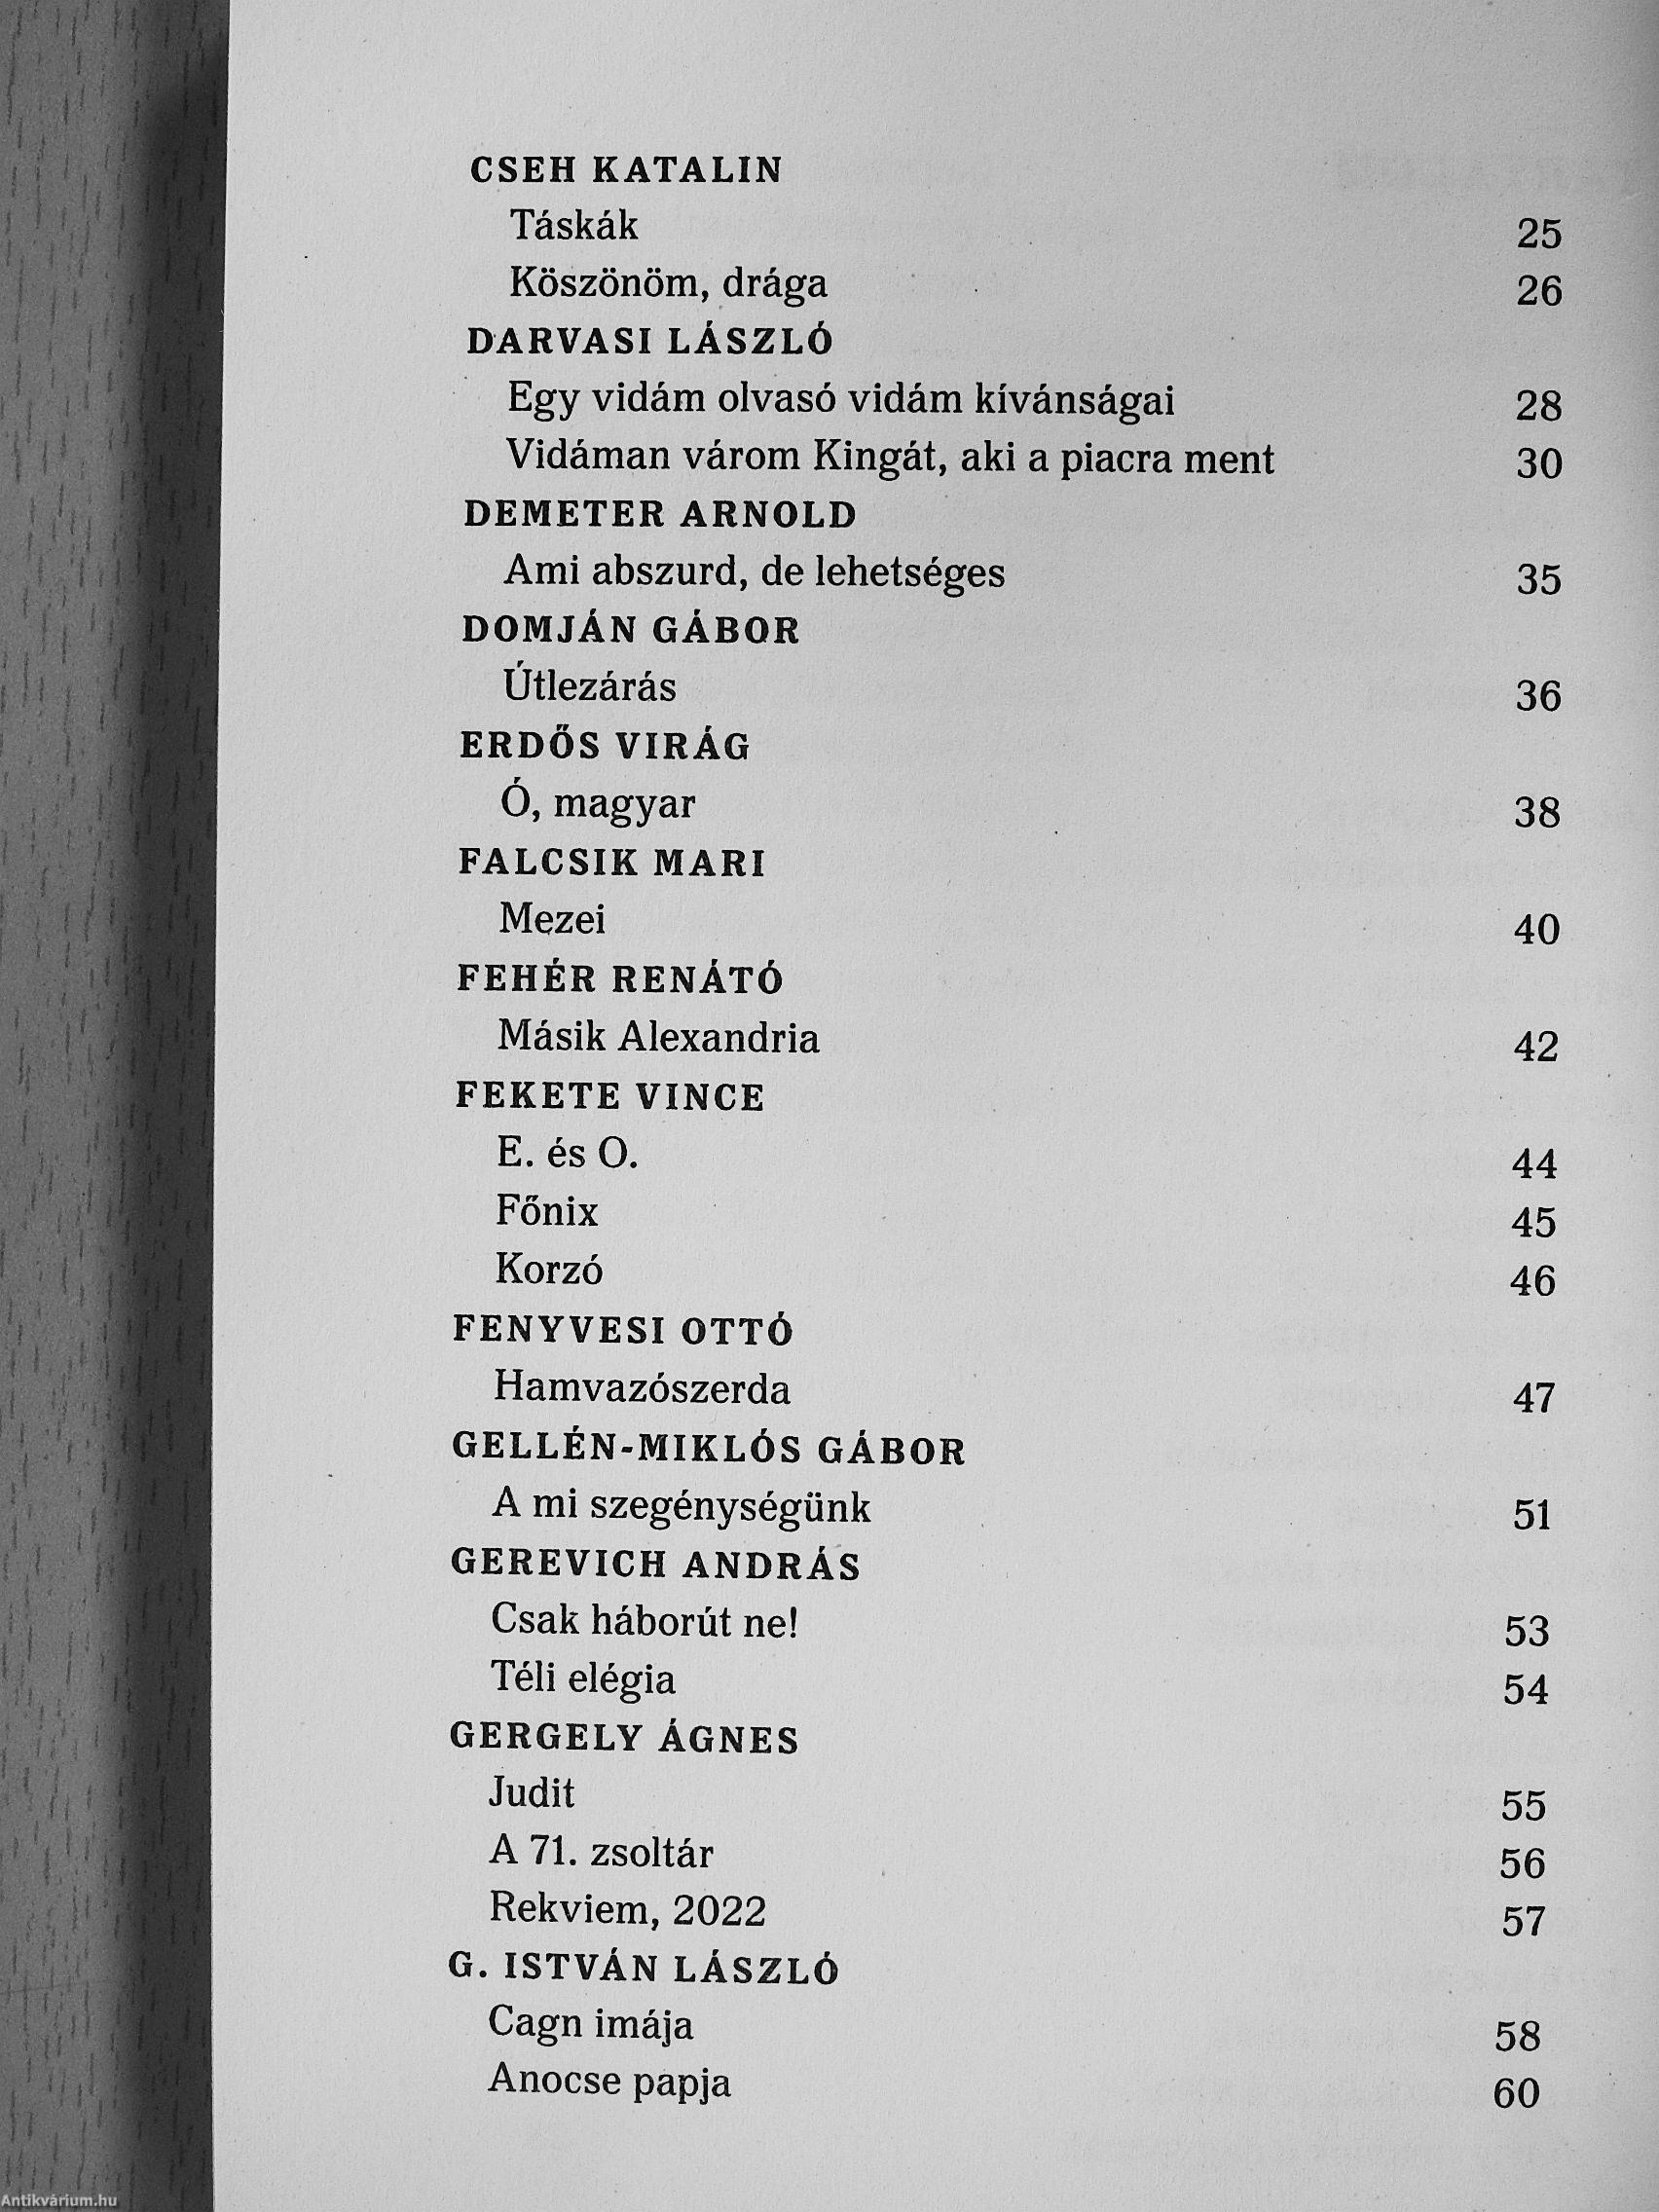 CSEH KATALIN
Táskák 25
Köszönöm, drága 26
DARVASI LÁSZLÓ
Egy vidám olvasó vidám kívánságai 28
Vidáman várom Kingát, aki a piacra ment 30
DEMETER ARNOLD
Ami abszurd, de lehetséges 35
DOMJÁN GÁBOR
Útlezárás 36
ERDŐS VIRÁG
Ó, magyar 38
FALCSIK MARI
Mezei 40
FEHÉR RENÁTÓ
Másik Alexandria 42
FEKETE VINCE
E. és O. 44
Főnix 45
Korzó 46
FENYVESI OTTÓ
Hamvazószerda 47
GELLÉN-MIKLÓS GÁBOR
A mi szegénységünk 51
GEREVICH ANDRÁS
Csak háborút ne! 53
Téli elégia 54
GERGELY ÁGNES
Judit 55
A 71. zsoltár 56
Rekviem, 2022 57
G. ISTVÁN LÁSZLÓ
Cagn imája 58
Anocse papja 60
Antikvárium.hu